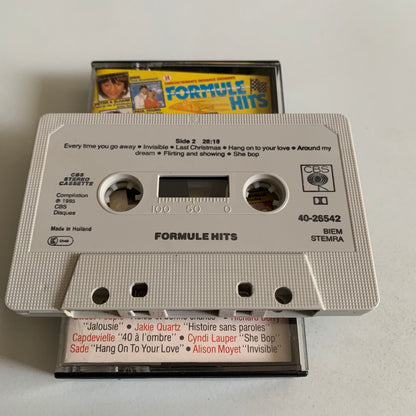 FORMULE
HITS
Side 2 28:18
Every time you go away • Invisible • Last Christmas • Hang on to your love • Around my
dream • Flirting and showing • She bop
CBS
STEREO
CASSETTE
Compilation
℗ 1985
CBS
Disques
Made in Holland
CBS
40-26542
BIEM
STEMRA
100 50 0
FORMULE HITS
"Jalousie" • Jakie Quartz "Histoire sans paroles"
Capdevielle "40 à l'ombre" • Cyndi Lauper "She Bop"
Sade "Hang On To Your Love" • Alison Moyet "Invisible"